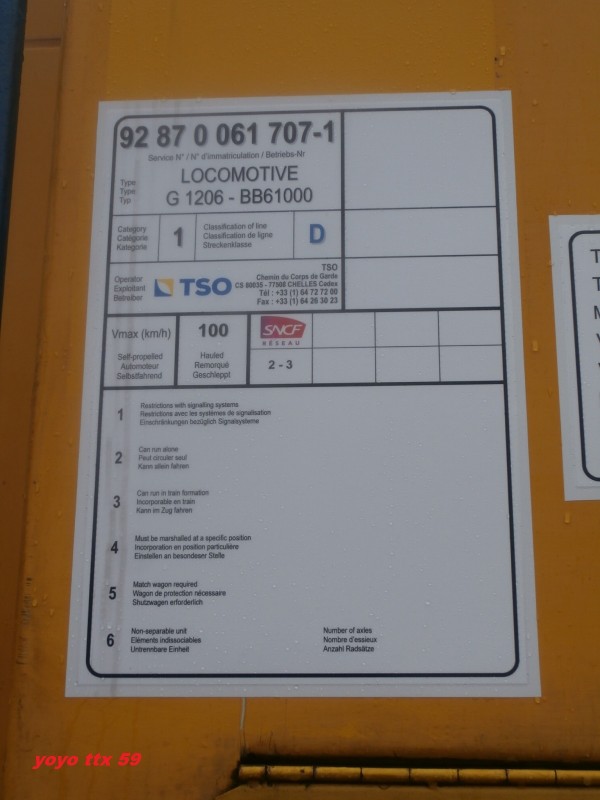 92 87 0 061 707-1
Service N° / N° d'immatriculation / Betriebs-Nr
Type
Type
Typ
LOCOMOTIVE
G 1206 - BB61000
Category
Catégorie
Kategorie
1
Classification of line
Classification de ligne
Streckenklasse
D
Operator
Exploitant
Betreiber
TSO
TSO
Chemin du Corps de Garde
CS 80035 - 77508 CHELLES Cedex
Tél : +33 (1) 64 72 72 00
Fax : +33 (1) 64 26 30 23
Vmax (km/h)
Self-propelled
Automoteur
Selbstfahrend
100
Hauled
Remorqué
Geschleppt
SNCF
RÉSEAU
2 - 3
1
Restrictions with signalling systems
Restrictions avec les systèmes de signalisation
Einschränkungen bezüglich Signalsysteme
2
Can run alone
Peut circuler seul
Kann allein fahren
3
Can run in train formation
Incorporable en train
Kann im Zug fahren
4
Must be marshalled at a specific position
Incorporation en position particulière
Einstellen an besondeser Stelle
5
Match wagon required
Wagon de protection nécessaire
Shutzwagen erforderlich
6
Non-separable unit
Eléments indissociables
Untrennbare Einheit
Number of axles
Nombre d'essieux
Anzahl Radsätze
yoyo ttx 59